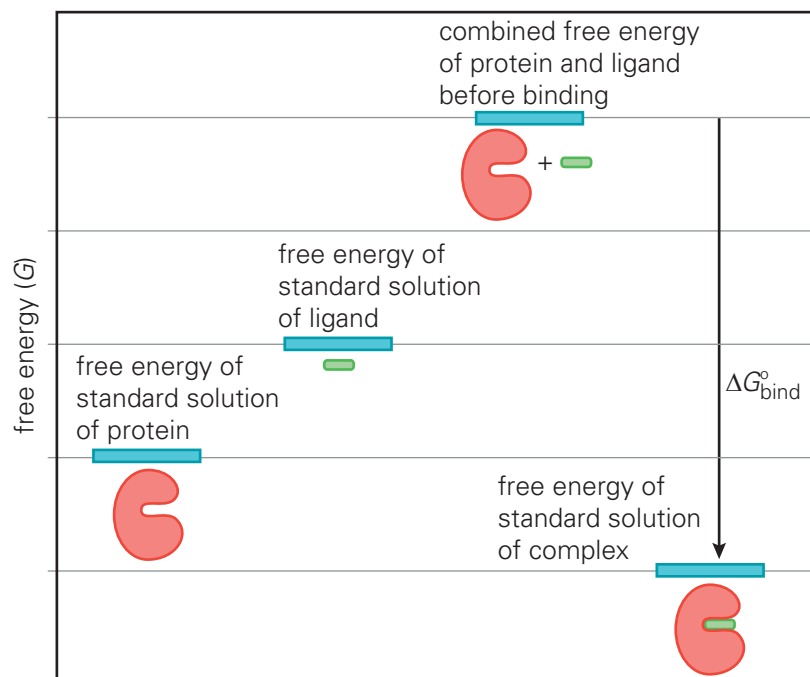 combined free energy
of protein and ligand
before binding
+
free energy of
standard solution
of ligand
free energy of
standard solution
of protein
free energy (G)
ΔG°bind
free energy of
standard solution
of complex